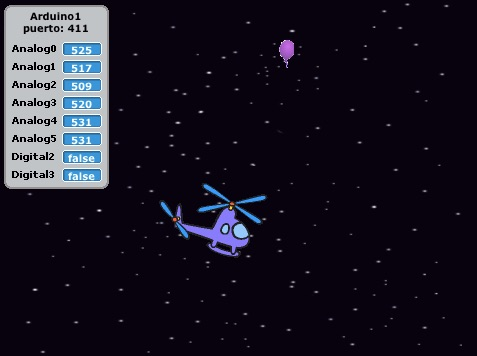 Arduino1
puerto: 411
Analog0 525
Analog1 517
Analog2 509
Analog3 520
Analog4 531
Analog5 531
Digital2 false
Digital3 false